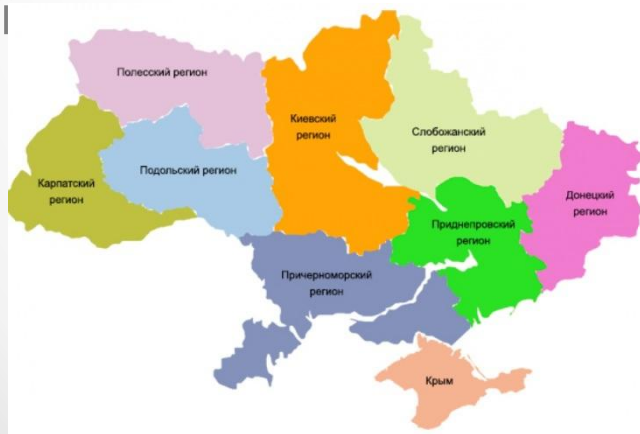 Полесский регион
Киевский
регион
Слобожанский
регион
Карпатский
регион
Подольский регион
Донецкий
регион
Приднепровский
регион
Причерноморский
регион
Крым